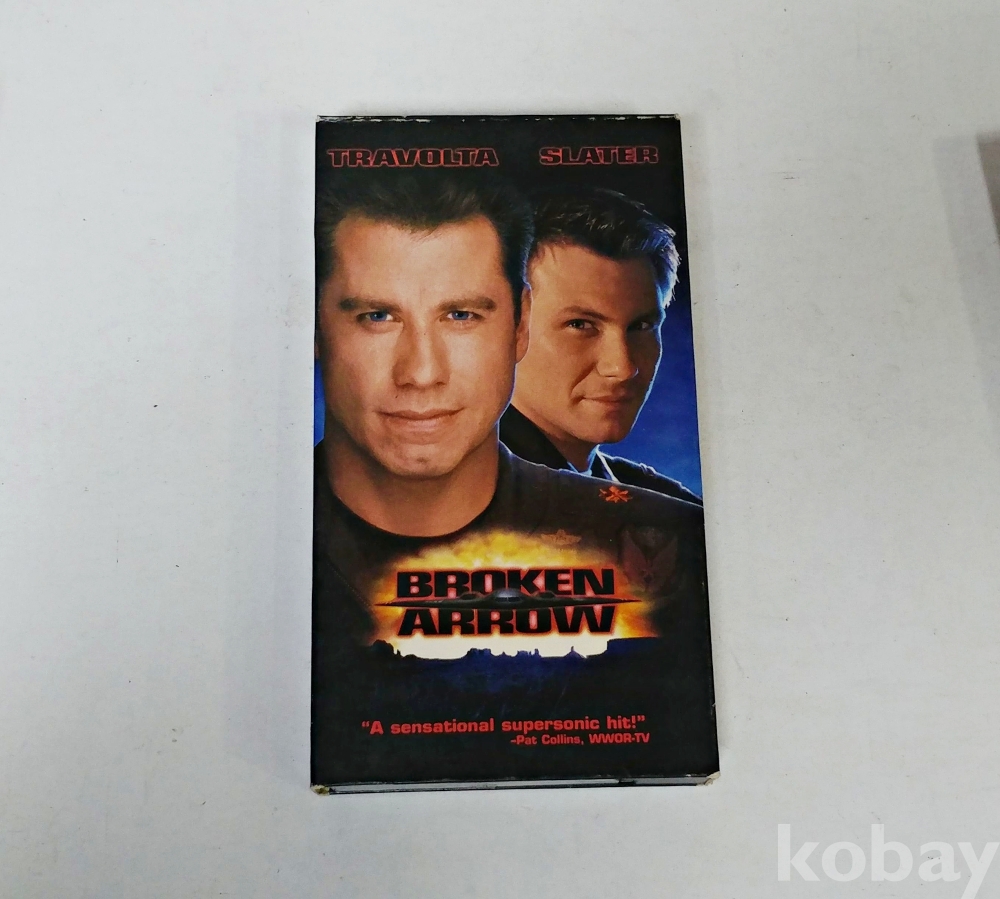 TRAVOLTA SLATER
BROKEN
ARROW
"A sensational supersonic hit!"
-Pat Collins, WWOR-TV
kobay